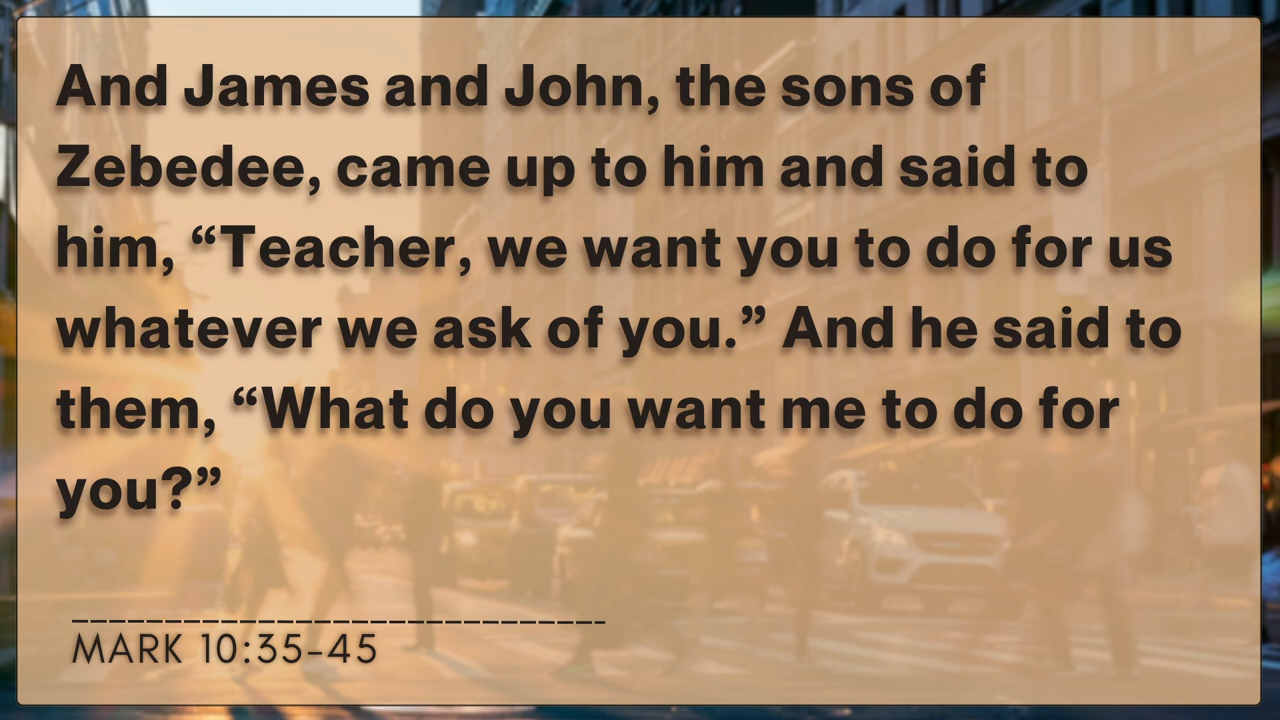 And James and John, the sons of
Zebedee, came up to him and said to
him, “Teacher, we want you to do for us
whatever we ask of you.” And he said to
them, “What do you want me to do for
you?”
MARK 10:35-45